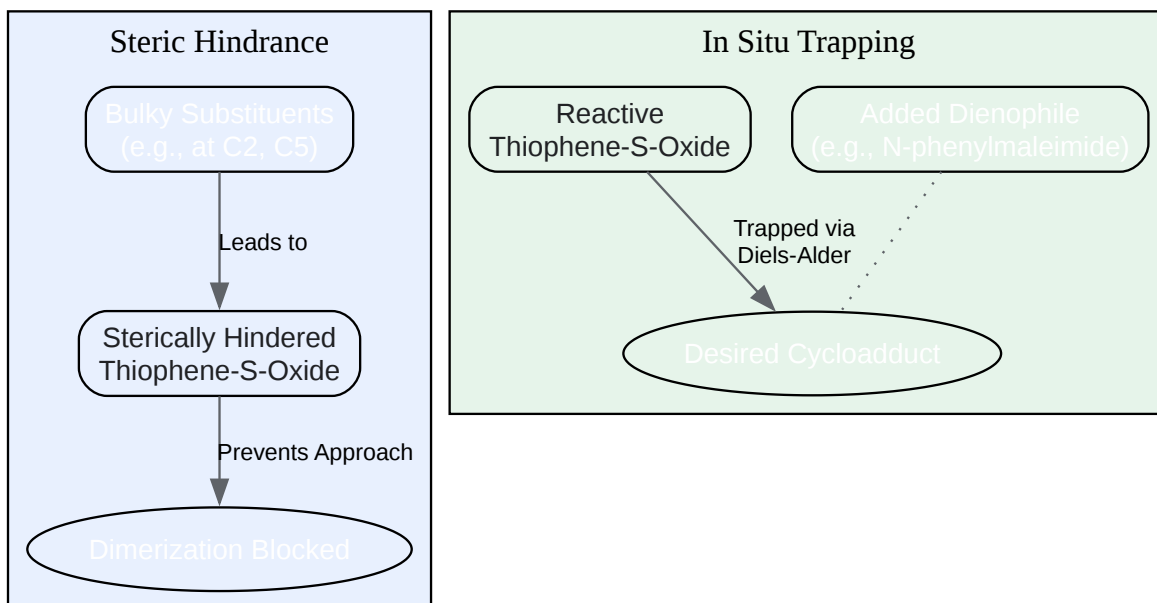 Steric Hindrance
Bulky Substituents
(e.g., at C2, C5)
Leads to
Sterically Hindered
Thiophene-S-Oxide
Prevents Approach
Dimerization Blocked
In Situ Trapping
Reactive
Thiophene-S-Oxide
Added Dienophile
(e.g., N-phenylmaleimide)
Trapped via
Diels-Alder
Desired Cycloadduct